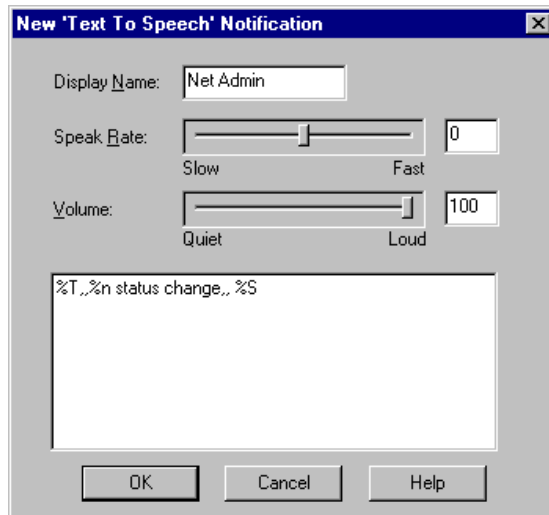 New 'Text To Speech' Notification
Display Name: Net Admin
Speak Rate: 0
Slow Fast
Volume: 100
Quiet Loud
%T,,%n status change,, %S
OK Cancel Help